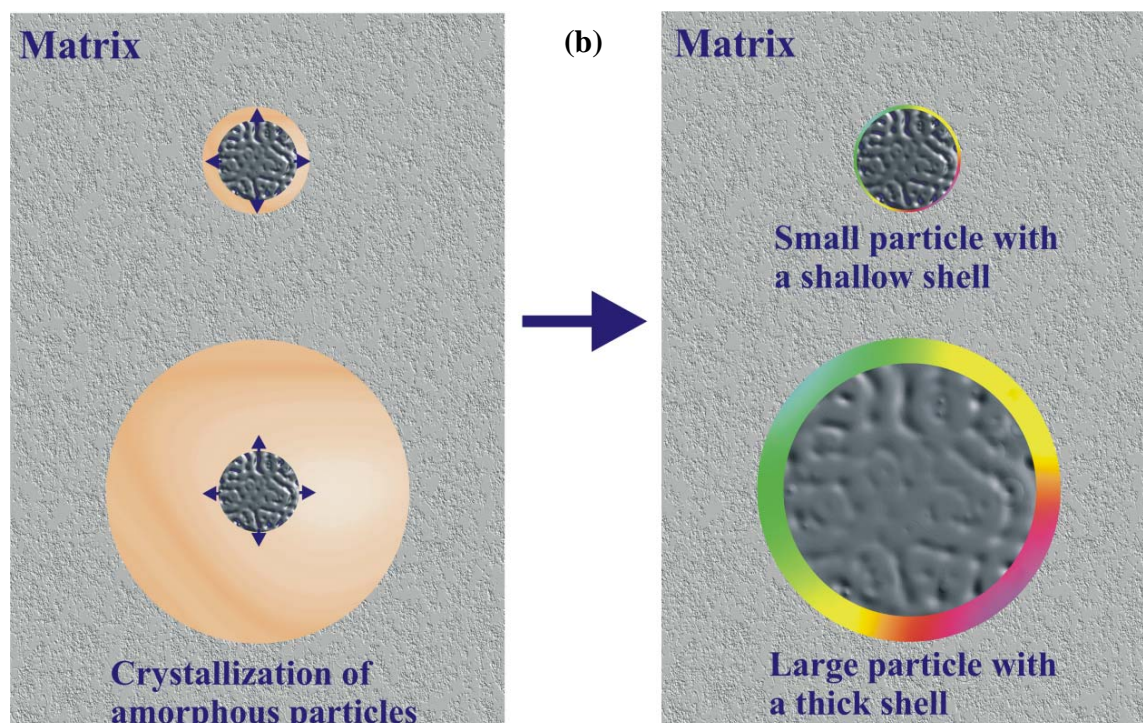 Matrix
Crystallization of
amorphous particles
(b)
Matrix
Small particle with
a shallow shell
Large particle with
a thick shell